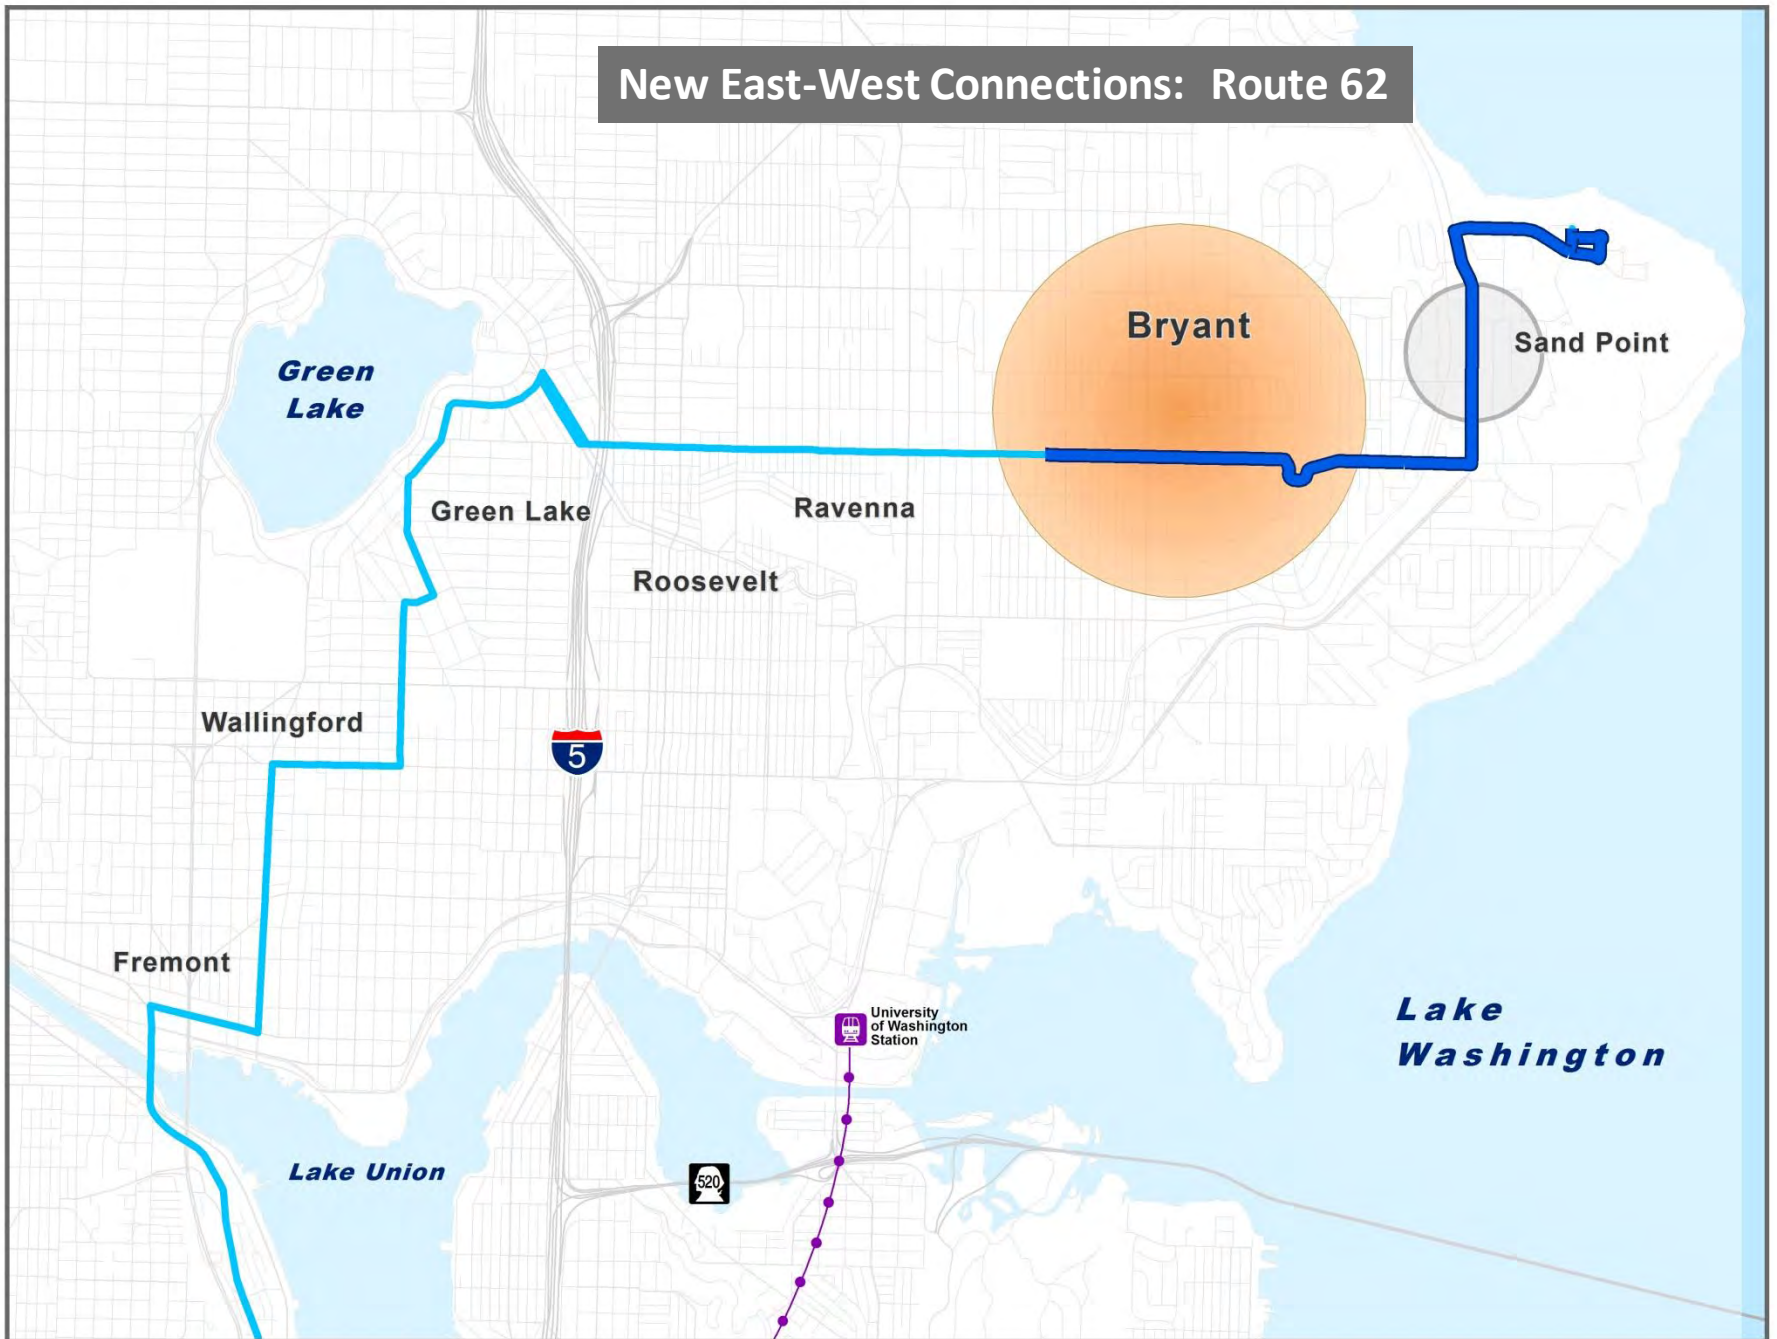 New East-West Connections: Route 62
Bryant
Sand Point
Green
Lake
Green Lake
Ravenna
Roosevelt
Wallingford
5
Fremont
University
of Washington
Station
Lake
Washington
Lake Union
520